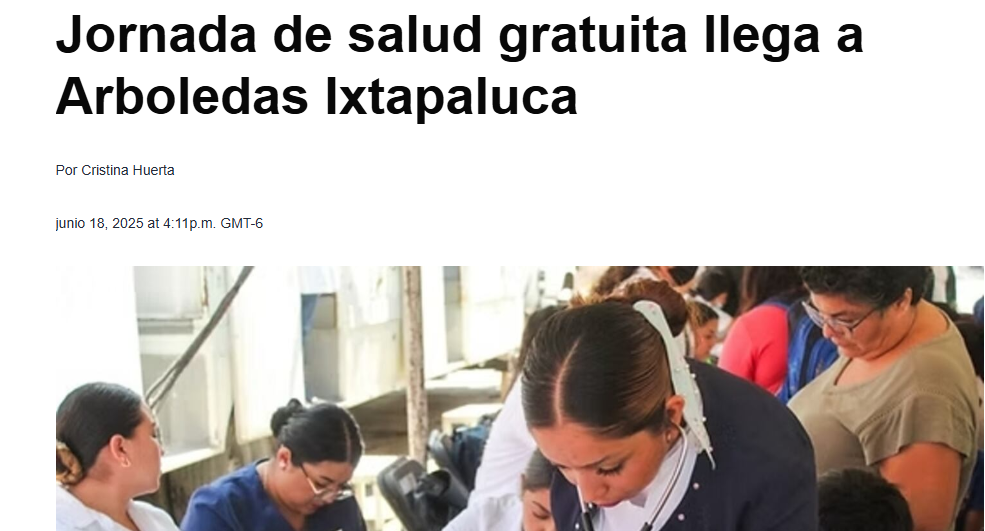 Jornada de salud gratuita llega a
Arboledas Ixtapaluca
Por Cristina Huerta
junio 18, 2025 at 4:11p.m. GMT-6